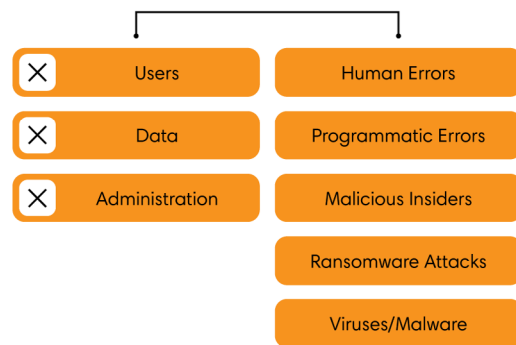 Users
Data
Administration
Human Errors
Programmatic Errors
Malicious Insiders
Ransomware Attacks
Viruses/Malware